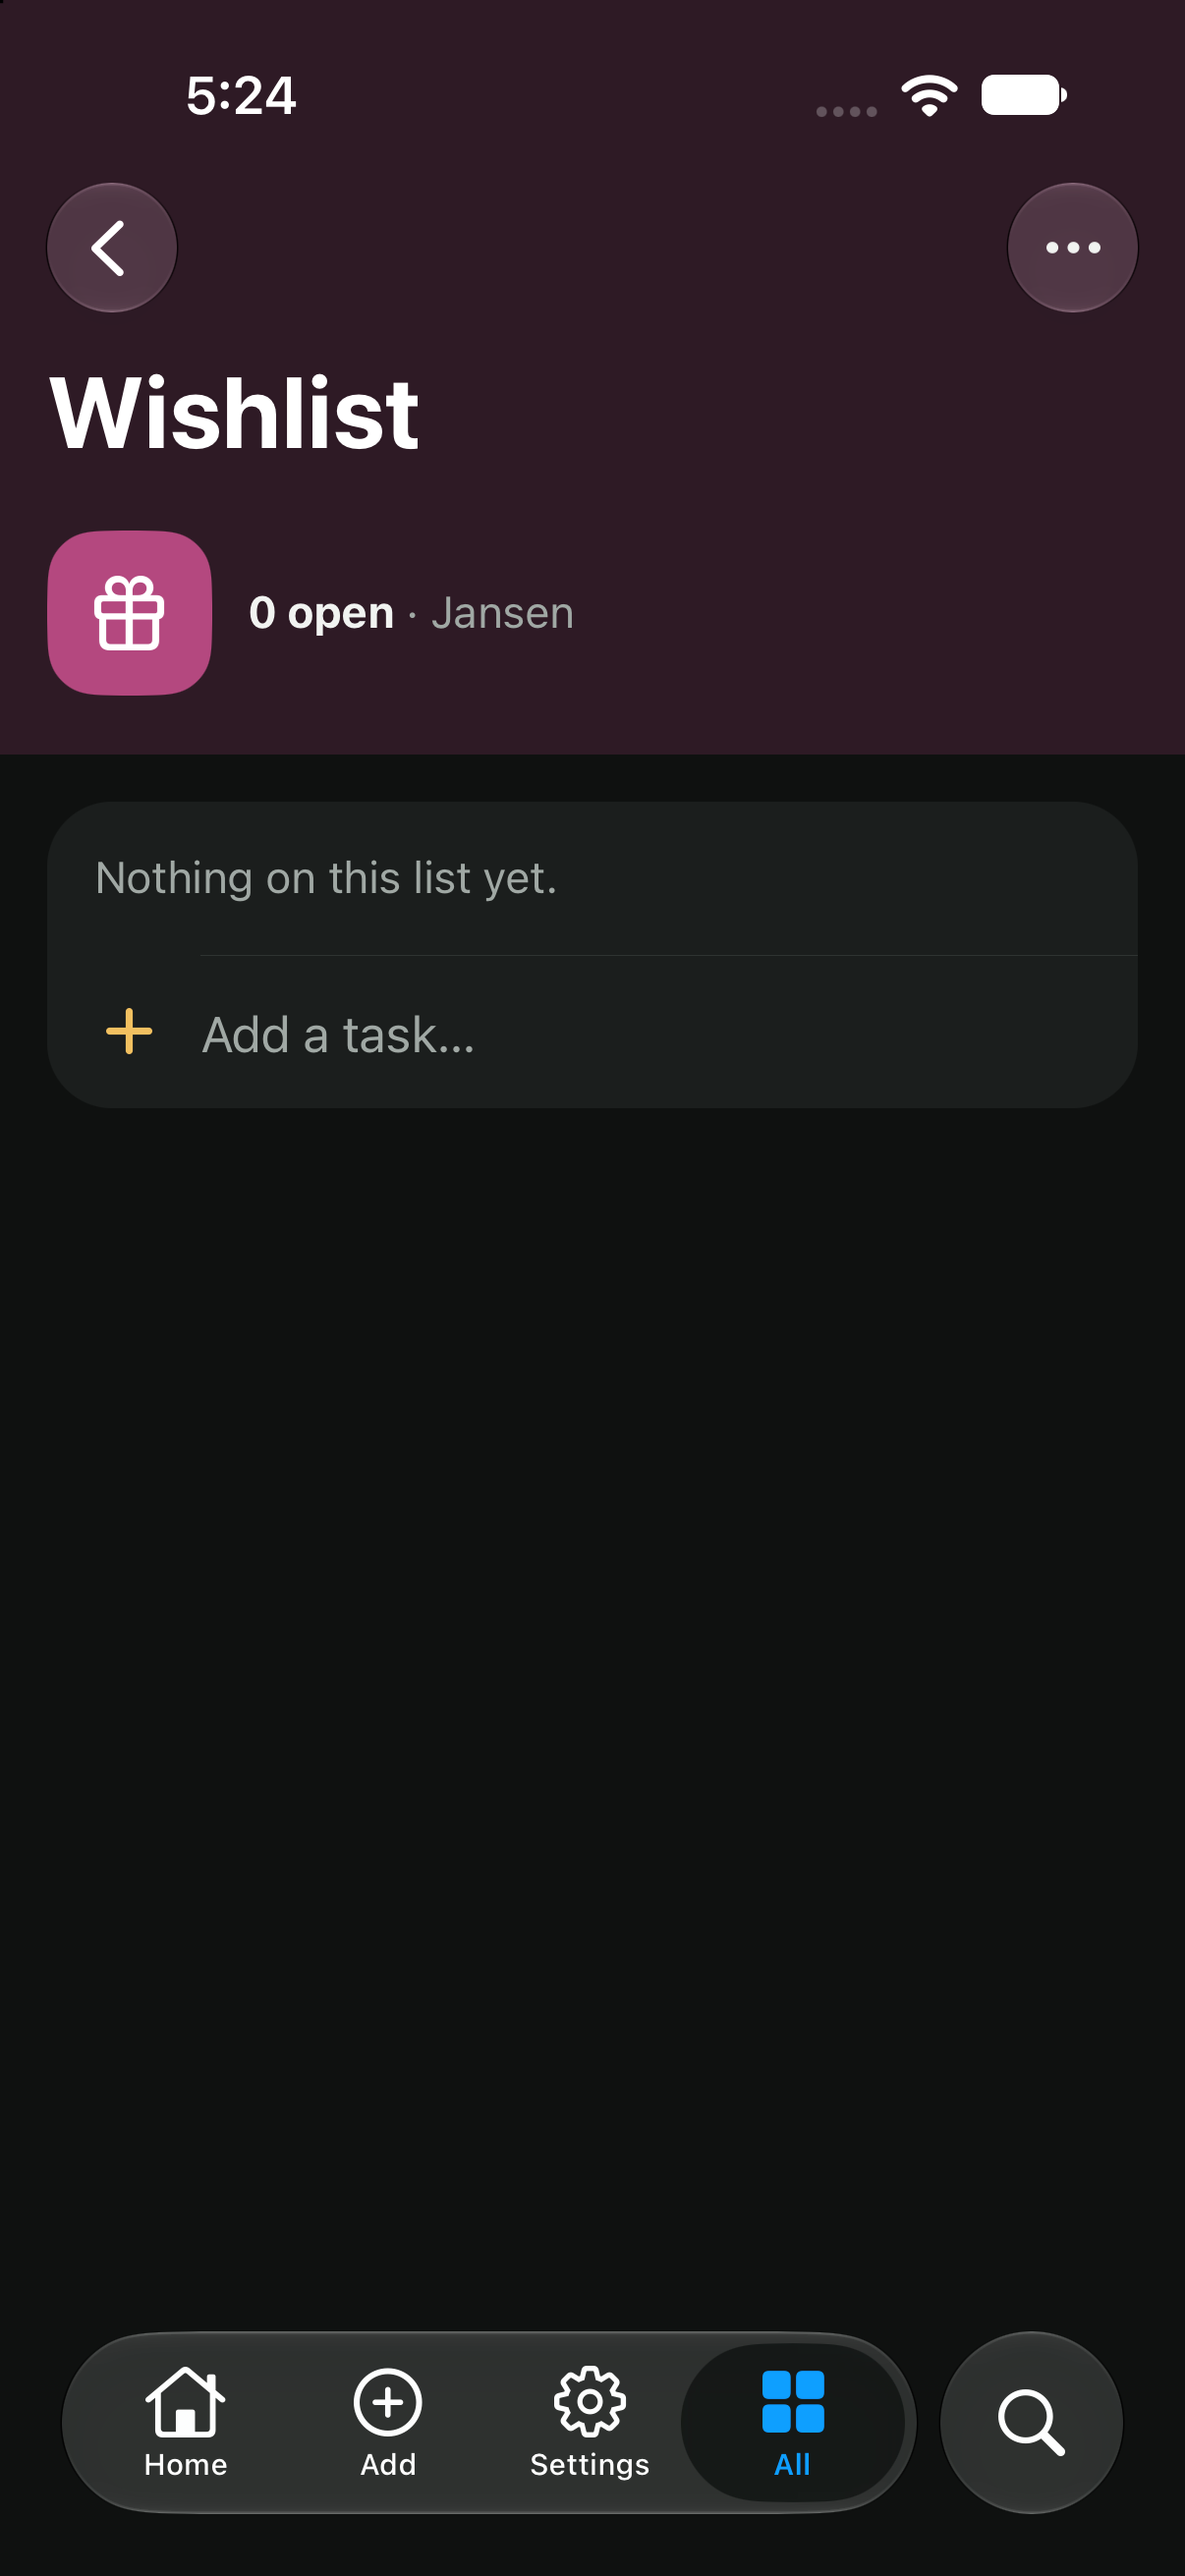 5:24
Wishlist
0 open · Jansen
Nothing on this list yet.
Add a task...
Home
Add
Settings
All